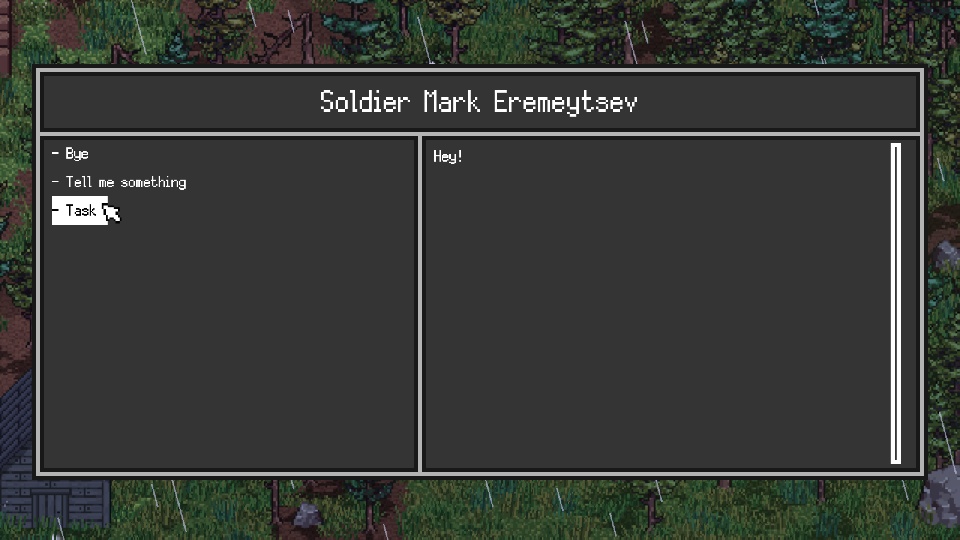 Soldier Mark Eremeytsev
- Bye
- Tell me something
- Task
Hey!